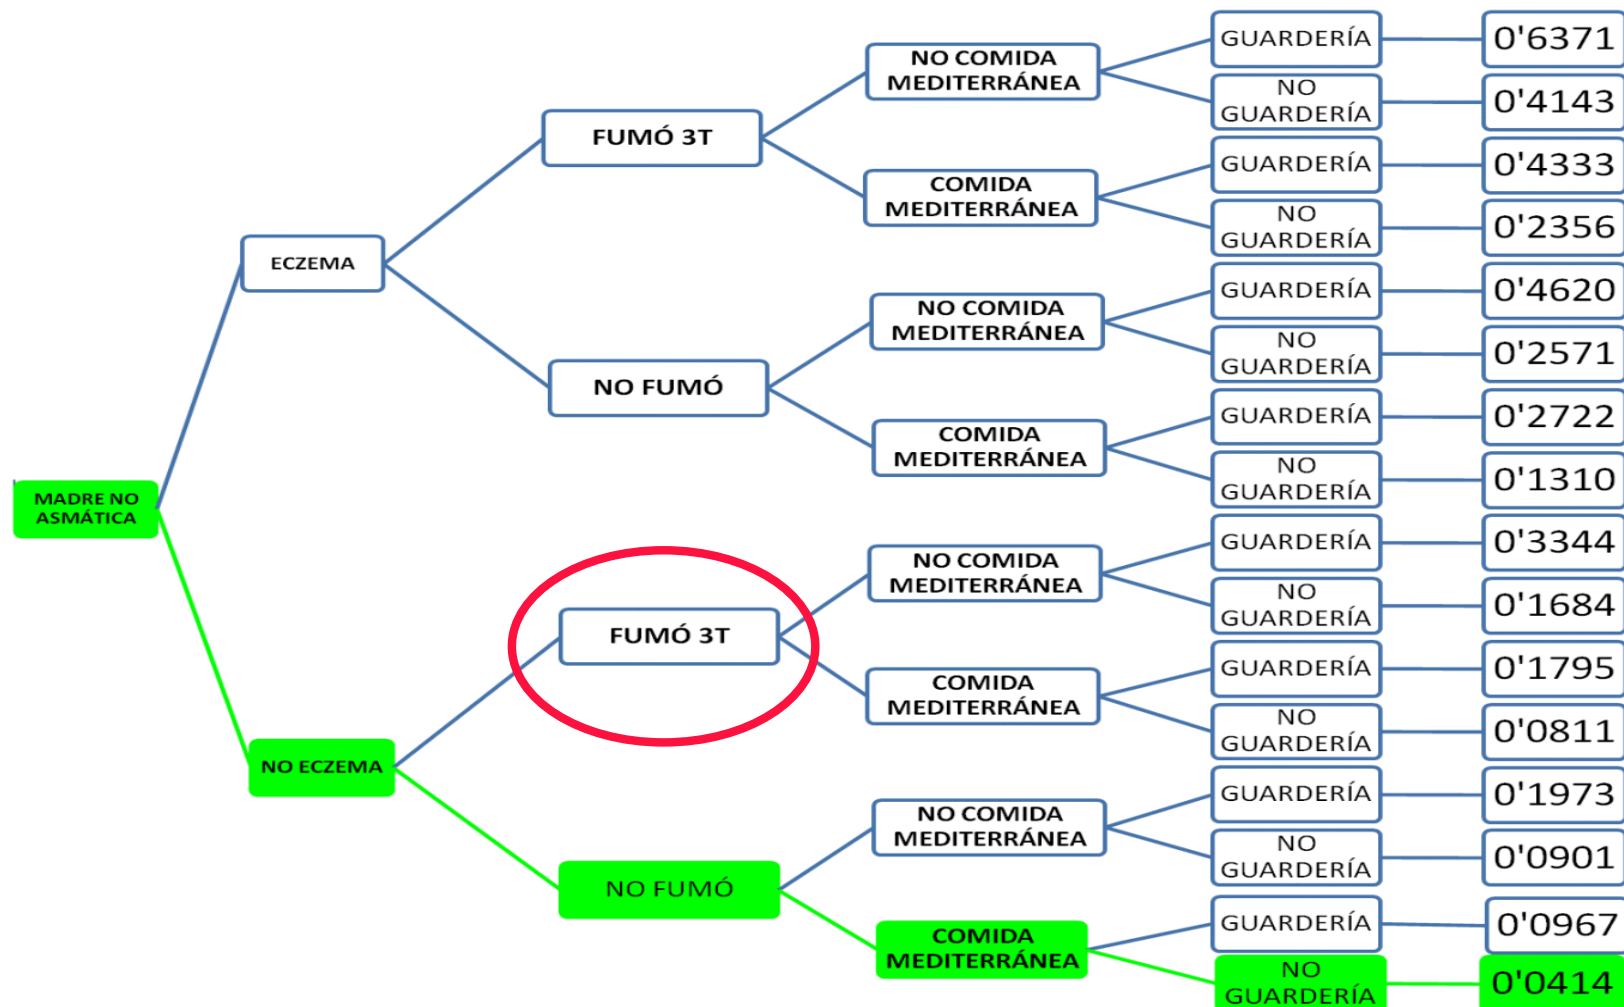 GUARDERÍA
0'6371
NO COMIDA
MEDITERRÁNEA
NO
GUARDERÍA
0'4143
FUMÓ 3T
GUARDERÍA
0'4333
COMIDA
MEDITERRÁNEA
NO
GUARDERÍA
0'2356
ECZEMA
GUARDERÍA
0'4620
NO COMIDA
MEDITERRÁNEA
NO
GUARDERÍA
0'2571
NO FUMÓ
GUARDERÍA
0'2722
COMIDA
MEDITERRÁNEA
NO
GUARDERÍA
0'1310
MADRE NO
ASMÁTICA
GUARDERÍA
0'3344
NO COMIDA
MEDITERRÁNEA
NO
GUARDERÍA
0'1684
FUMÓ 3T
GUARDERÍA
0'1795
COMIDA
MEDITERRÁNEA
NO
GUARDERÍA
0'0811
NO ECZEMA
GUARDERÍA
0'1973
NO COMIDA
MEDITERRÁNEA
NO
GUARDERÍA
0'0901
NO FUMÓ
GUARDERÍA
0'0967
COMIDA
MEDITERRÁNEA
NO
GUARDERÍA
0'0414